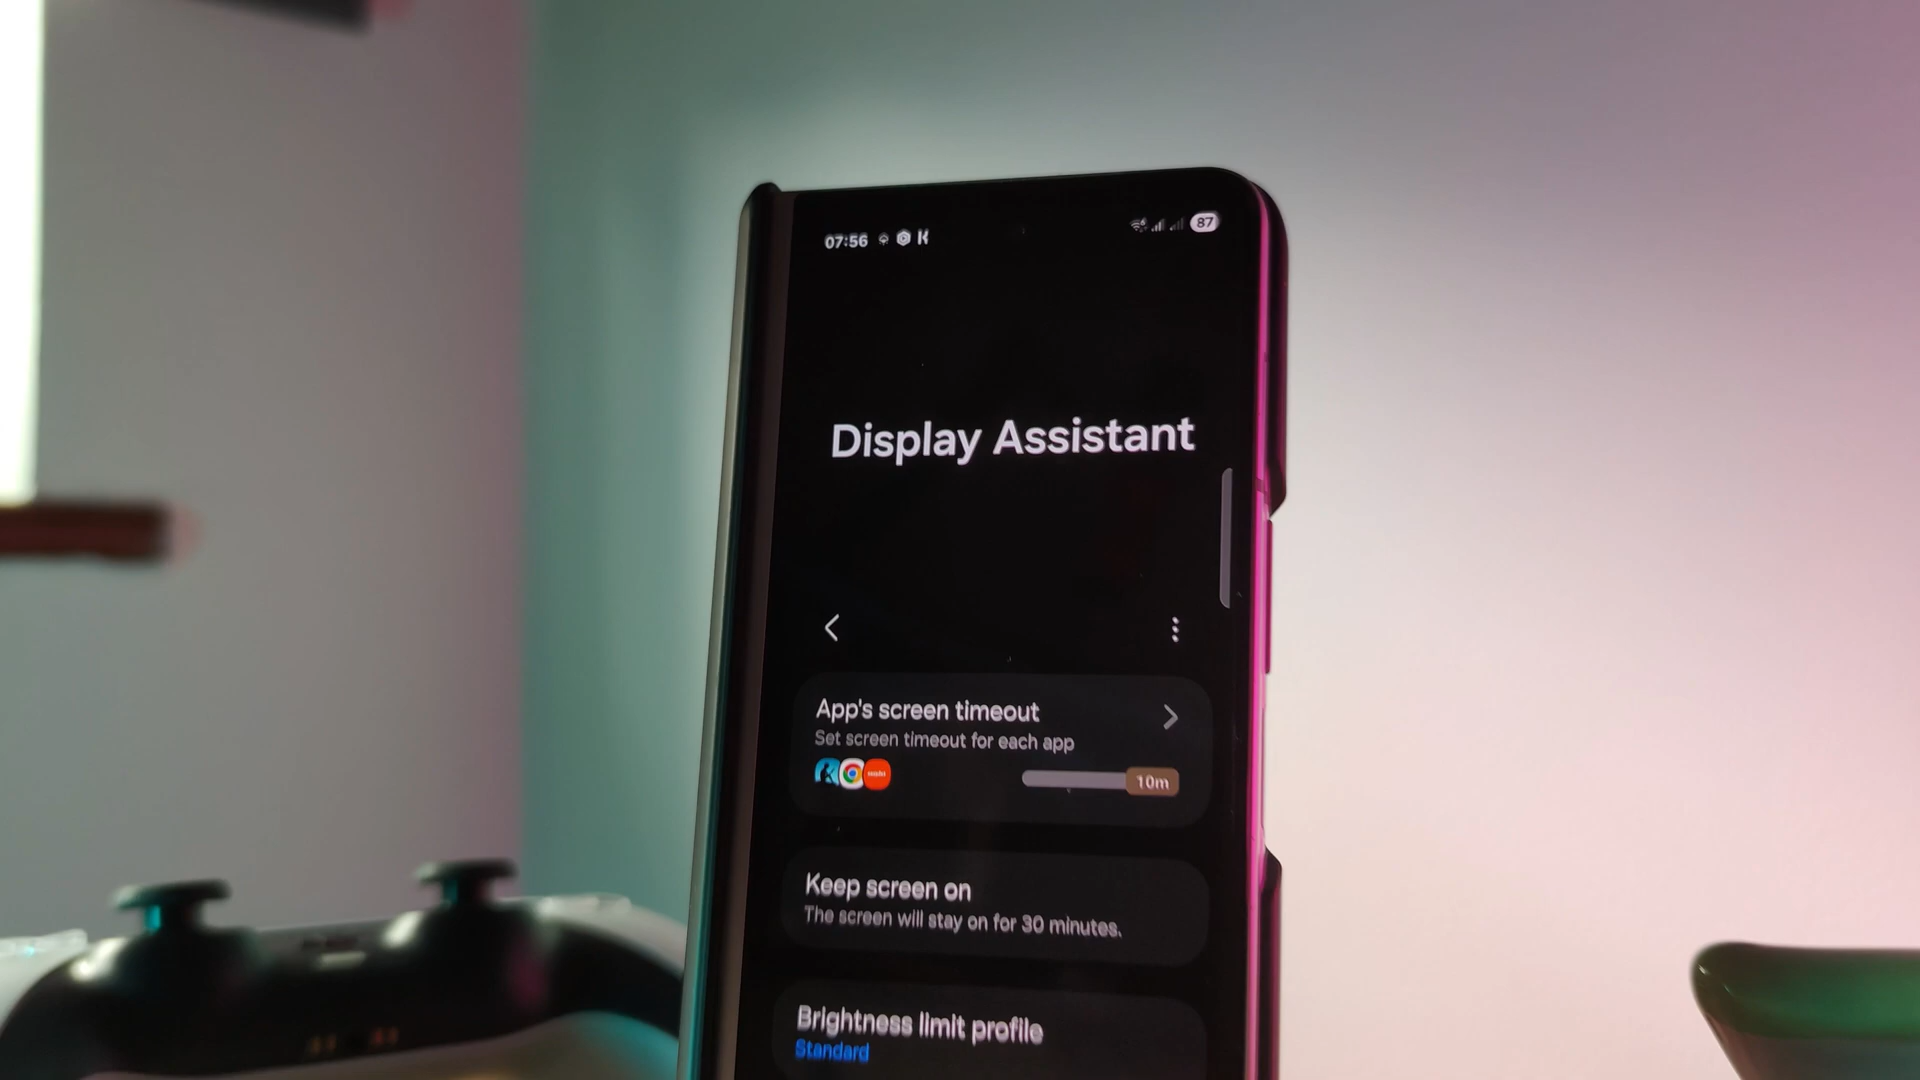 07:56
87
Display Assistant
App's screen timeout
Set screen timeout for each app
10m
Keep screen on
The screen will stay on for 30 minutes.
Brightness limit profile
Standard